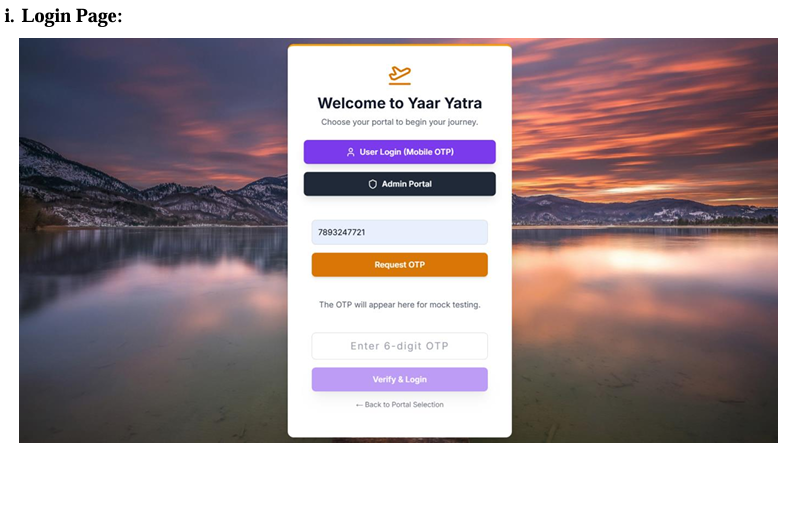 i. Login Page:
Welcome to Yaar Yatra
Choose your portal to begin your journey.
User Login (Mobile OTP)
Admin Portal
7893247721
Request OTP
The OTP will appear here for mock testing.
Enter 6-digit OTP
Verify & Login
← Back to Portal Selection